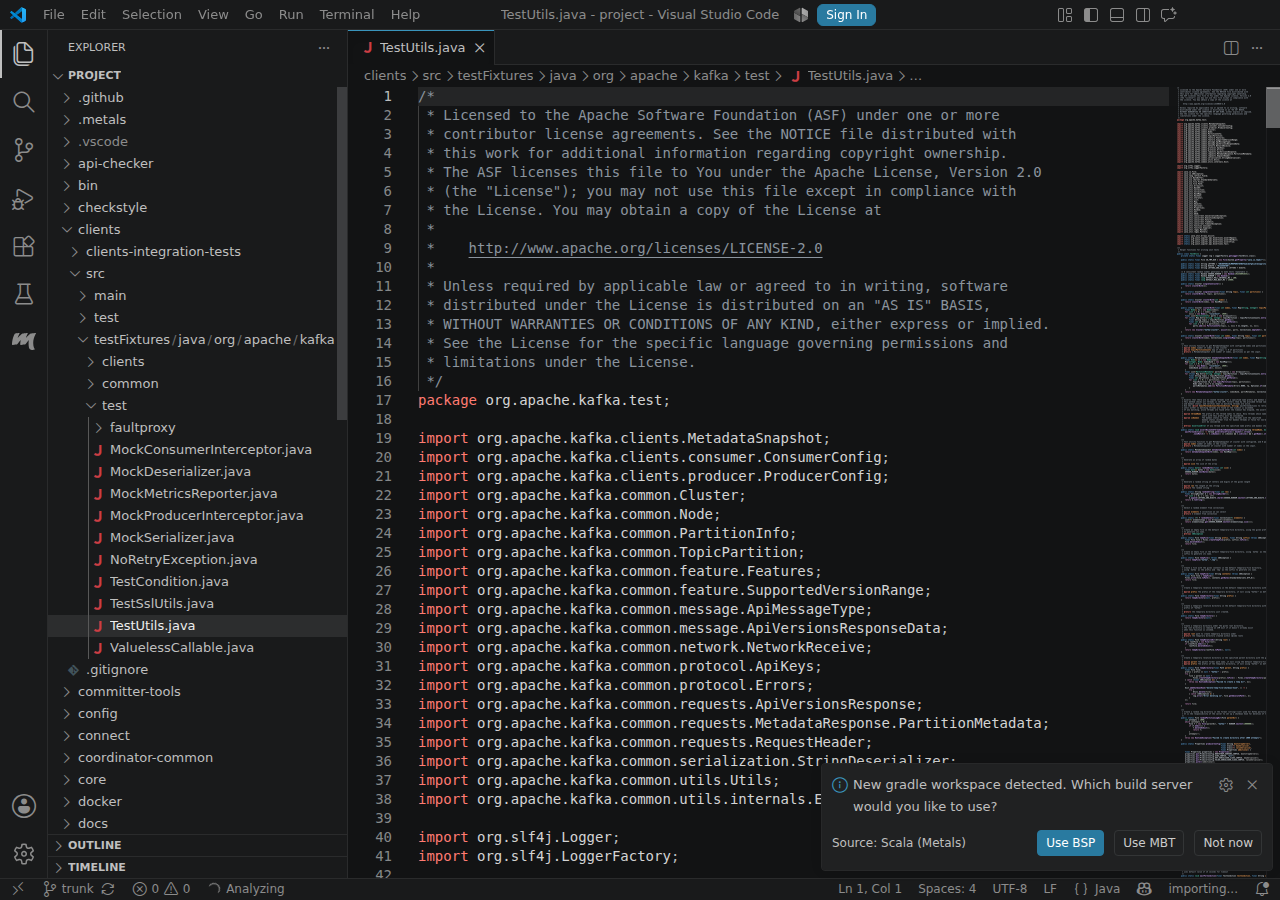 File Edit Selection View Go Run Terminal Help
TestUtils.java - project - Visual Studio Code
Sign In
EXPLORER
PROJECT
.github
.metals
.vscode
api-checker
bin
checkstyle
clients
clients-integration-tests
src
main
test
testFixtures/java/org/apache/kafka
clients
common
test
faultproxy
MockConsumerInterceptor.java
MockDeserializer.java
MockMetricsReporter.java
MockProducerInterceptor.java
MockSerializer.java
NoRetryException.java
TestCondition.java
TestSslUtils.java
TestUtils.java
ValuelessCallable.java
.gitignore
committer-tools
config
connect
coordinator-common
core
docker
docs
OUTLINE
TIMELINE
TestUtils.java
clients > src > testFixtures > java > org > apache > kafka > test > TestUtils.java > ...
1 /*
2  * Licensed to the Apache Software Foundation (ASF) under one or more
3  * contributor license agreements. See the NOTICE file distributed with
4  * this work for additional information regarding copyright ownership.
5  * The ASF licenses this file to You under the Apache License, Version 2.0
6  * (the "License"); you may not use this file except in compliance with
7  * the License. You may obtain a copy of the License at
8  *
9  *    http://www.apache.org/licenses/LICENSE-2.0
10  *
11  * Unless required by applicable law or agreed to in writing, software
12  * distributed under the License is distributed on an "AS IS" BASIS,
13  * WITHOUT WARRANTIES OR CONDITIONS OF ANY KIND, either express or implied.
14  * See the License for the specific language governing permissions and
15  * limitations under the License.
16  */
17 package org.apache.kafka.test;
18
19 import org.apache.kafka.clients.MetadataSnapshot;
20 import org.apache.kafka.clients.consumer.ConsumerConfig;
21 import org.apache.kafka.clients.producer.ProducerConfig;
22 import org.apache.kafka.common.Cluster;
23 import org.apache.kafka.common.Node;
24 import org.apache.kafka.common.PartitionInfo;
25 import org.apache.kafka.common.TopicPartition;
26 import org.apache.kafka.common.feature.Features;
27 import org.apache.kafka.common.feature.SupportedVersionRange;
28 import org.apache.kafka.common.message.ApiMessageType;
29 import org.apache.kafka.common.message.ApiVersionsResponseData;
30 import org.apache.kafka.common.network.NetworkReceive;
31 import org.apache.kafka.common.protocol.ApiKeys;
32 import org.apache.kafka.common.protocol.Errors;
33 import org.apache.kafka.common.requests.ApiVersionsResponse;
34 import org.apache.kafka.common.requests.MetadataResponse.PartitionMetadata;
35 import org.apache.kafka.common.requests.RequestHeader;
36 import org.apache.kafka.common.serialization.StringDeserializer;
37 import org.apache.kafka.common.utils.Utils;
38 import org.apache.kafka.common.utils.internals.E
39
40 import org.slf4j.Logger;
41 import org.slf4j.LoggerFactory;
42
New gradle workspace detected. Which build server
would you like to use?
Source: Scala (Metals)
Use BSP
Use MBT
Not now
trunk 0 0 Analyzing
Ln 1, Col 1 Spaces: 4 UTF-8 LF { } Java importing...